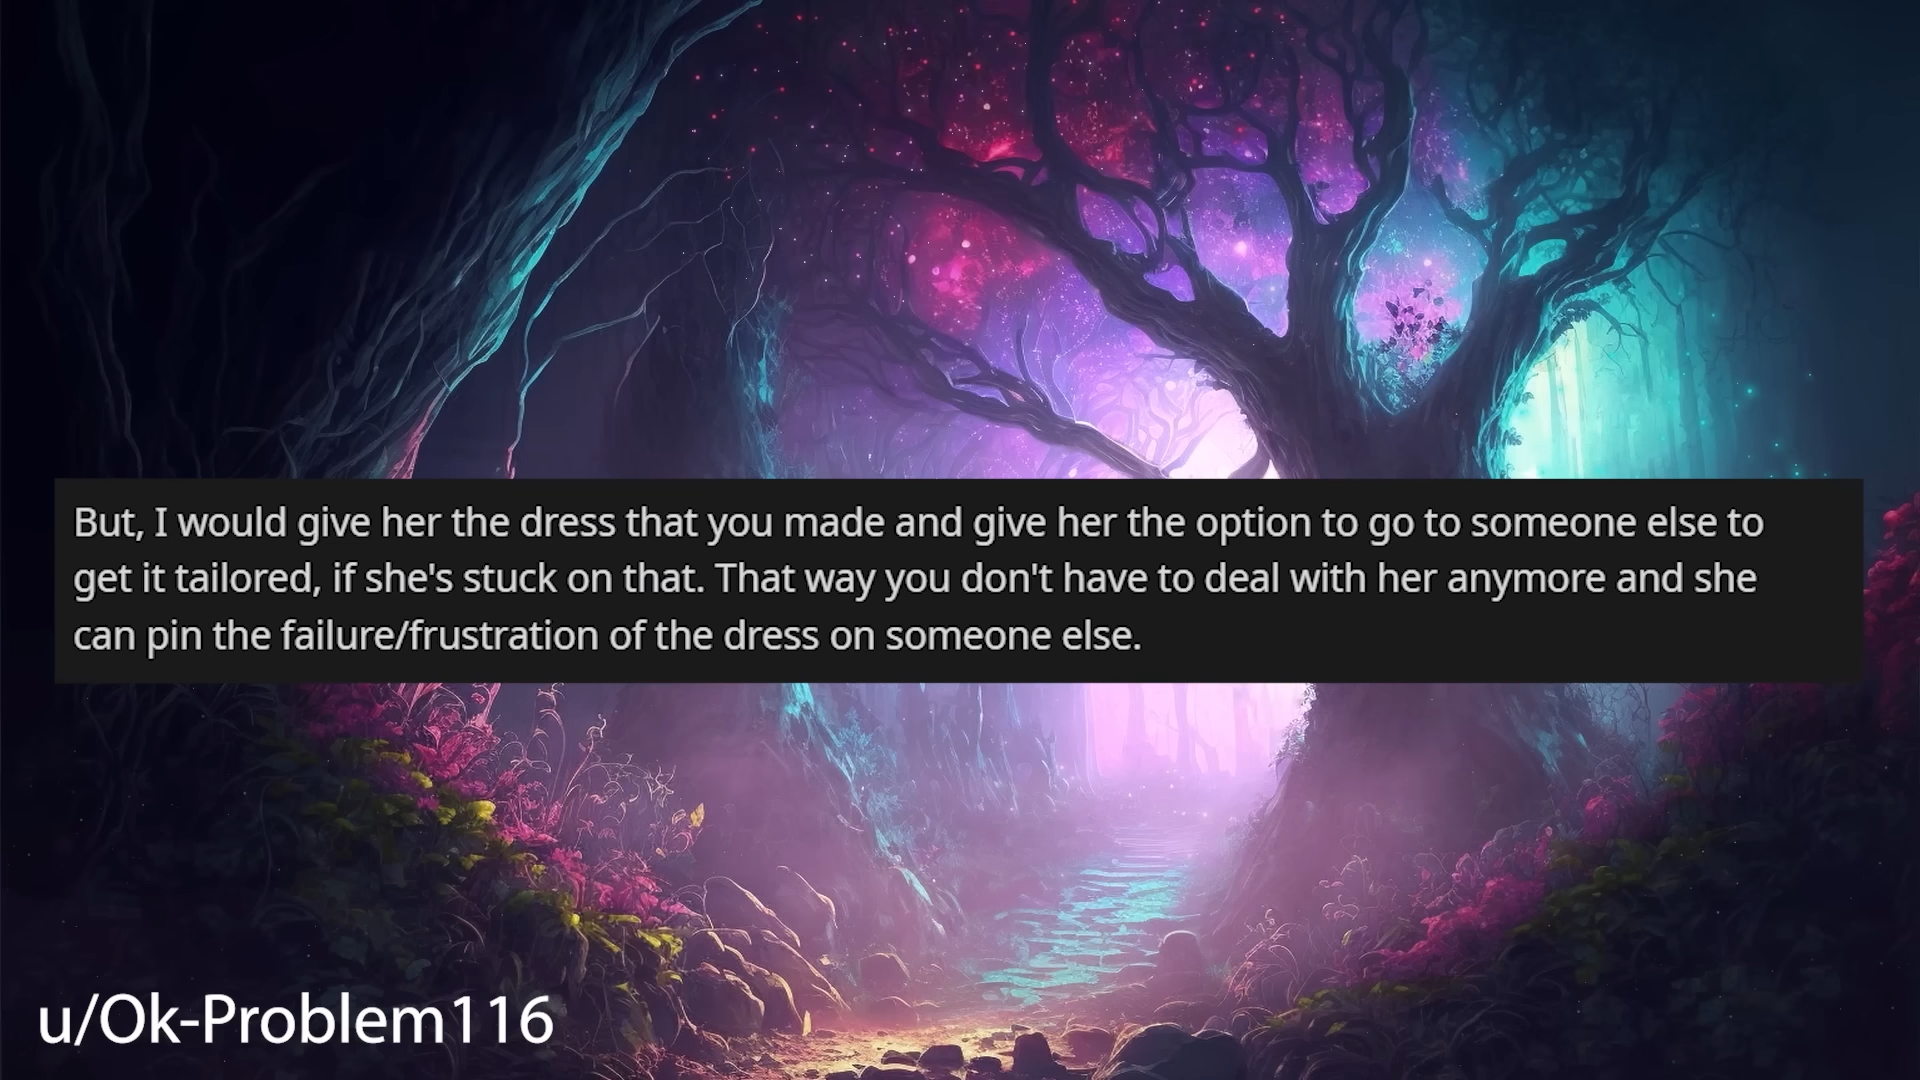 But, I would give her the dress that you made and give her the option to go to someone else to
get it tailored, if she's stuck on that. That way you don't have to deal with her anymore and she
can pin the failure/frustration of the dress on someone else.
u/Ok-Problem116